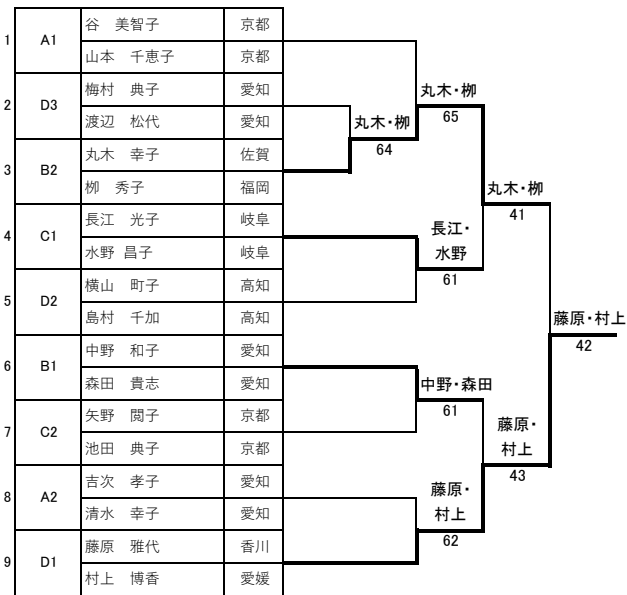 1 A1 谷　美智子 京都
山本　千恵子 京都
2 D3 梅村　典子 愛知
渡辺　松代 愛知
3 B2 丸木　幸子 佐賀
栁　秀子 福岡
4 C1 長江　光子 岐阜
水野 昌子 岐阜
5 D2 横山　町子 高知
島村　千加 高知
6 B1 中野　和子 愛知
森田　貴志 愛知
7 C2 矢野　閲子 京都
池田　典子 京都
8 A2 吉次　孝子 愛知
清水　幸子 愛知
9 D1 藤原　雅代 香川
村上　博香 愛媛
丸木・栁
64
丸木・栁
65
長江・
水野
61
中野・森田
61
藤原・
村上
62
丸木・栁
41
藤原・
村上
43
藤原・村上
42